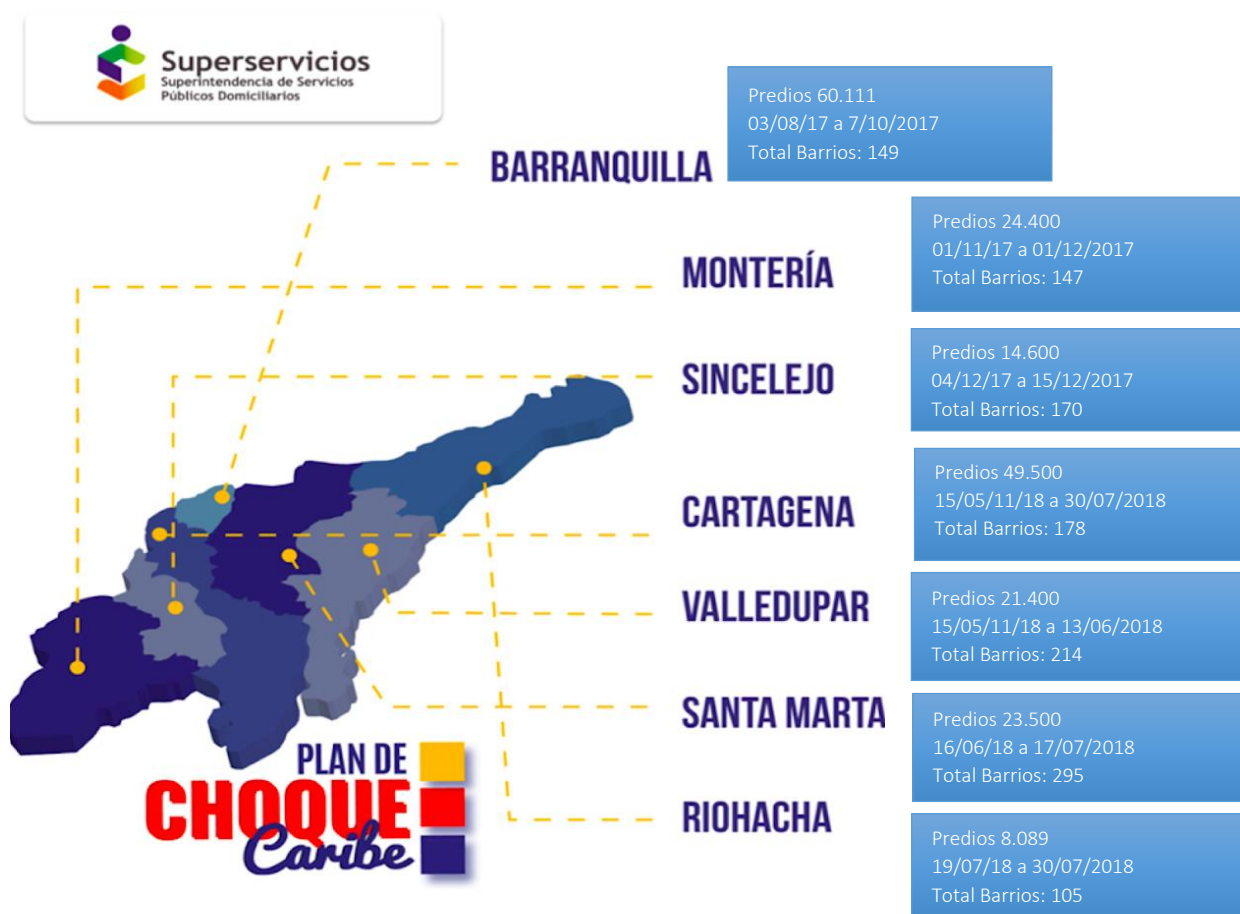 Superservicios
Superintendencia de Servicios
Públicos Domiciliarios
BARRANQUILLA
Predios 60.111
03/08/17 a 7/10/2017
Total Barrios: 149
MONTERÍA
Predios 24.400
01/11/17 a 01/12/2017
Total Barrios: 147
SINCELEJO
Predios 14.600
04/12/17 a 15/12/2017
Total Barrios: 170
CARTAGENA
Predios 49.500
15/05/11/18 a 30/07/2018
Total Barrios: 178
VALLEDUPAR
Predios 21.400
15/05/11/18 a 13/06/2018
Total Barrios: 214
SANTA MARTA
Predios 23.500
16/06/18 a 17/07/2018
Total Barrios: 295
RIOHACHA
Predios 8.089
19/07/18 a 30/07/2018
Total Barrios: 105
PLAN DE
CHOQUE
Caribe